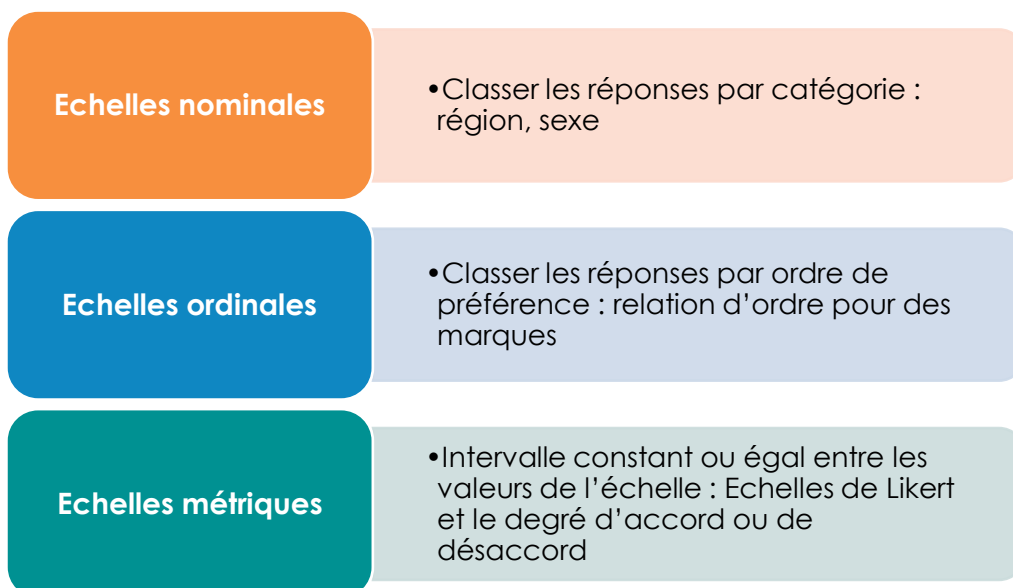 Echelles nominales
•Classer les réponses par catégorie :
région, sexe
Echelles ordinales
•Classer les réponses par ordre de
préférence : relation d’ordre pour des
marques
Echelles métriques
•Intervalle constant ou égal entre les
valeurs de l’échelle : Echelles de Likert
et le degré d’accord ou de
désaccord